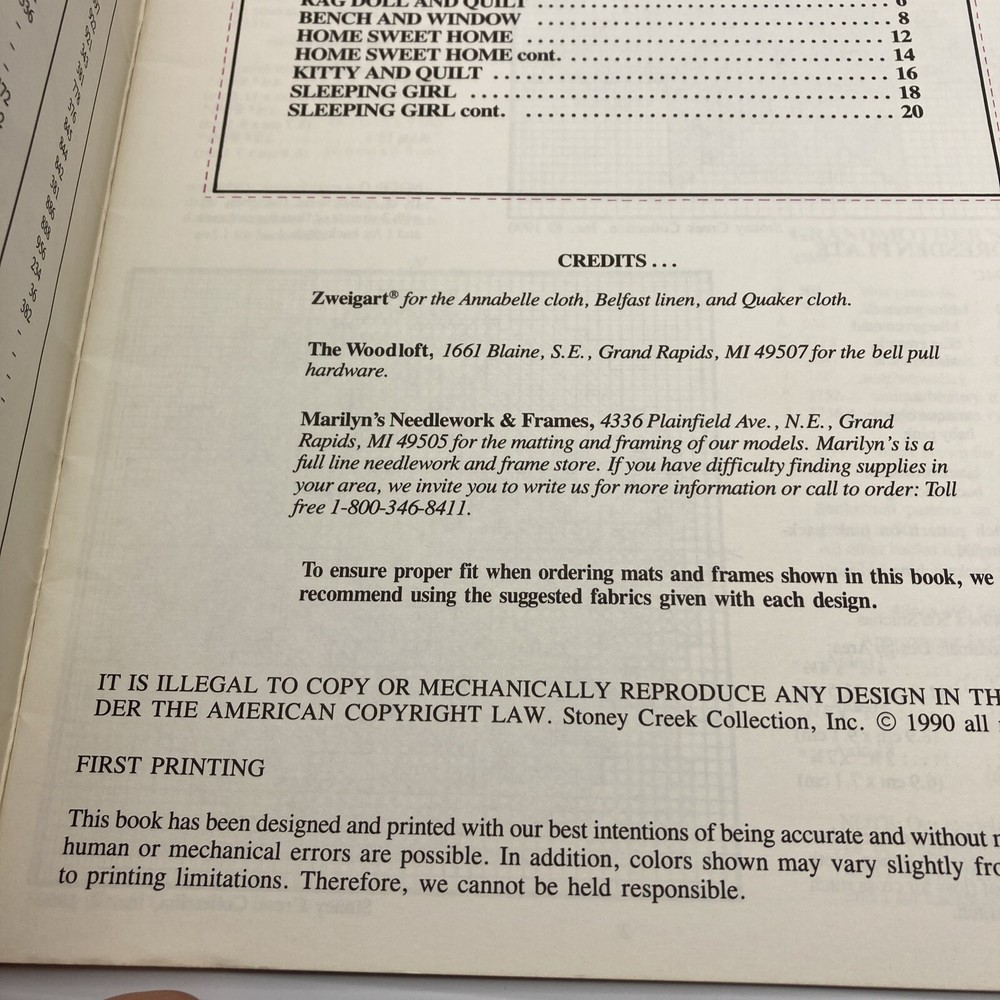 RAG DOLL AND QUILT ........ 6
BENCH AND WINDOW ........ 8
HOME SWEET HOME ........ 12
HOME SWEET HOME cont. ........ 14
KITTY AND QUILT ........ 16
SLEEPING GIRL ........ 18
SLEEPING GIRL cont. ........ 20
CREDITS . . .
Zweigart® for the Annabelle cloth, Belfast linen, and Quaker cloth.
The Woodloft, 1661 Blaine, S.E., Grand Rapids, MI 49507 for the bell pull
hardware.
Marilyn's Needlework & Frames, 4336 Plainfield Ave., N.E., Grand
Rapids, MI 49505 for the matting and framing of our models. Marilyn's is a
full line needlework and frame store. If you have difficulty finding supplies in
your area, we invite you to write us for more information or call to order: Toll
free 1-800-346-8411.
To ensure proper fit when ordering mats and frames shown in this book, we
recommend using the suggested fabrics given with each design.
IT IS ILLEGAL TO COPY OR MECHANICALLY REPRODUCE ANY DESIGN IN TH
DER THE AMERICAN COPYRIGHT LAW. Stoney Creek Collection, Inc. © 1990 all
FIRST PRINTING
This book has been designed and printed with our best intentions of being accurate and without
human or mechanical errors are possible. In addition, colors shown may vary slightly fro
to printing limitations. Therefore, we cannot be held responsible.